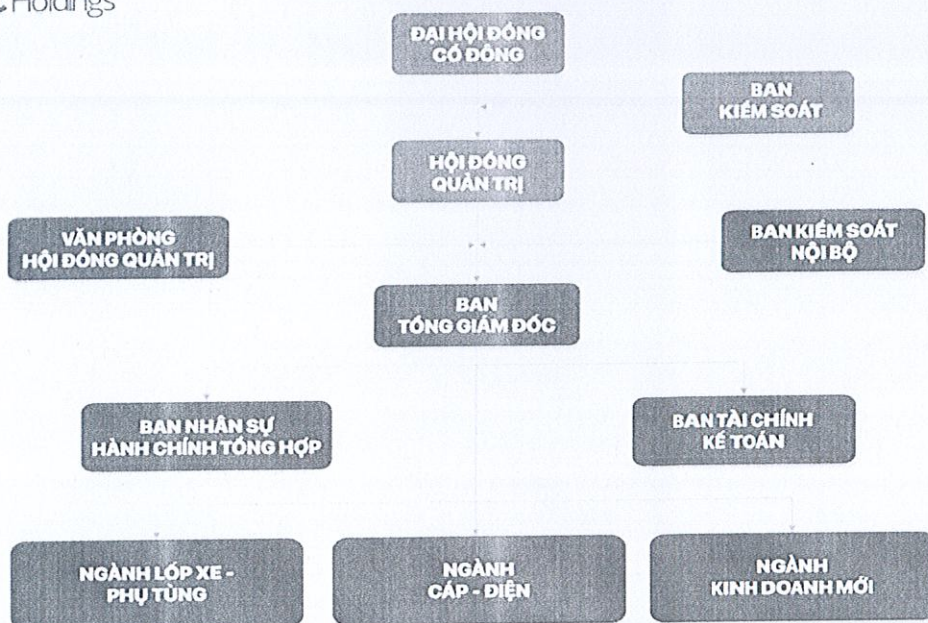 Holdings
ĐẠI HỘI ĐỒNG
CỔ ĐÔNG
BAN
KIỂM SOÁT
HỘI ĐỒNG
QUẢN TRỊ
VĂN PHÒNG
HỘI ĐỒNG QUẢN TRỊ
BAN KIỂM SOÁT
NỘI BỘ
BAN
TỔNG GIÁM ĐỐC
BAN NHÂN SỰ
HÀNH CHÍNH TỔNG HỢP
BAN TÀI CHÍNH
KẾ TOÁN
NGÀNH LỐP XE -
PHỤ TÙNG
NGÀNH
CÁP - ĐIỆN
NGÀNH
KINH DOANH MỚI